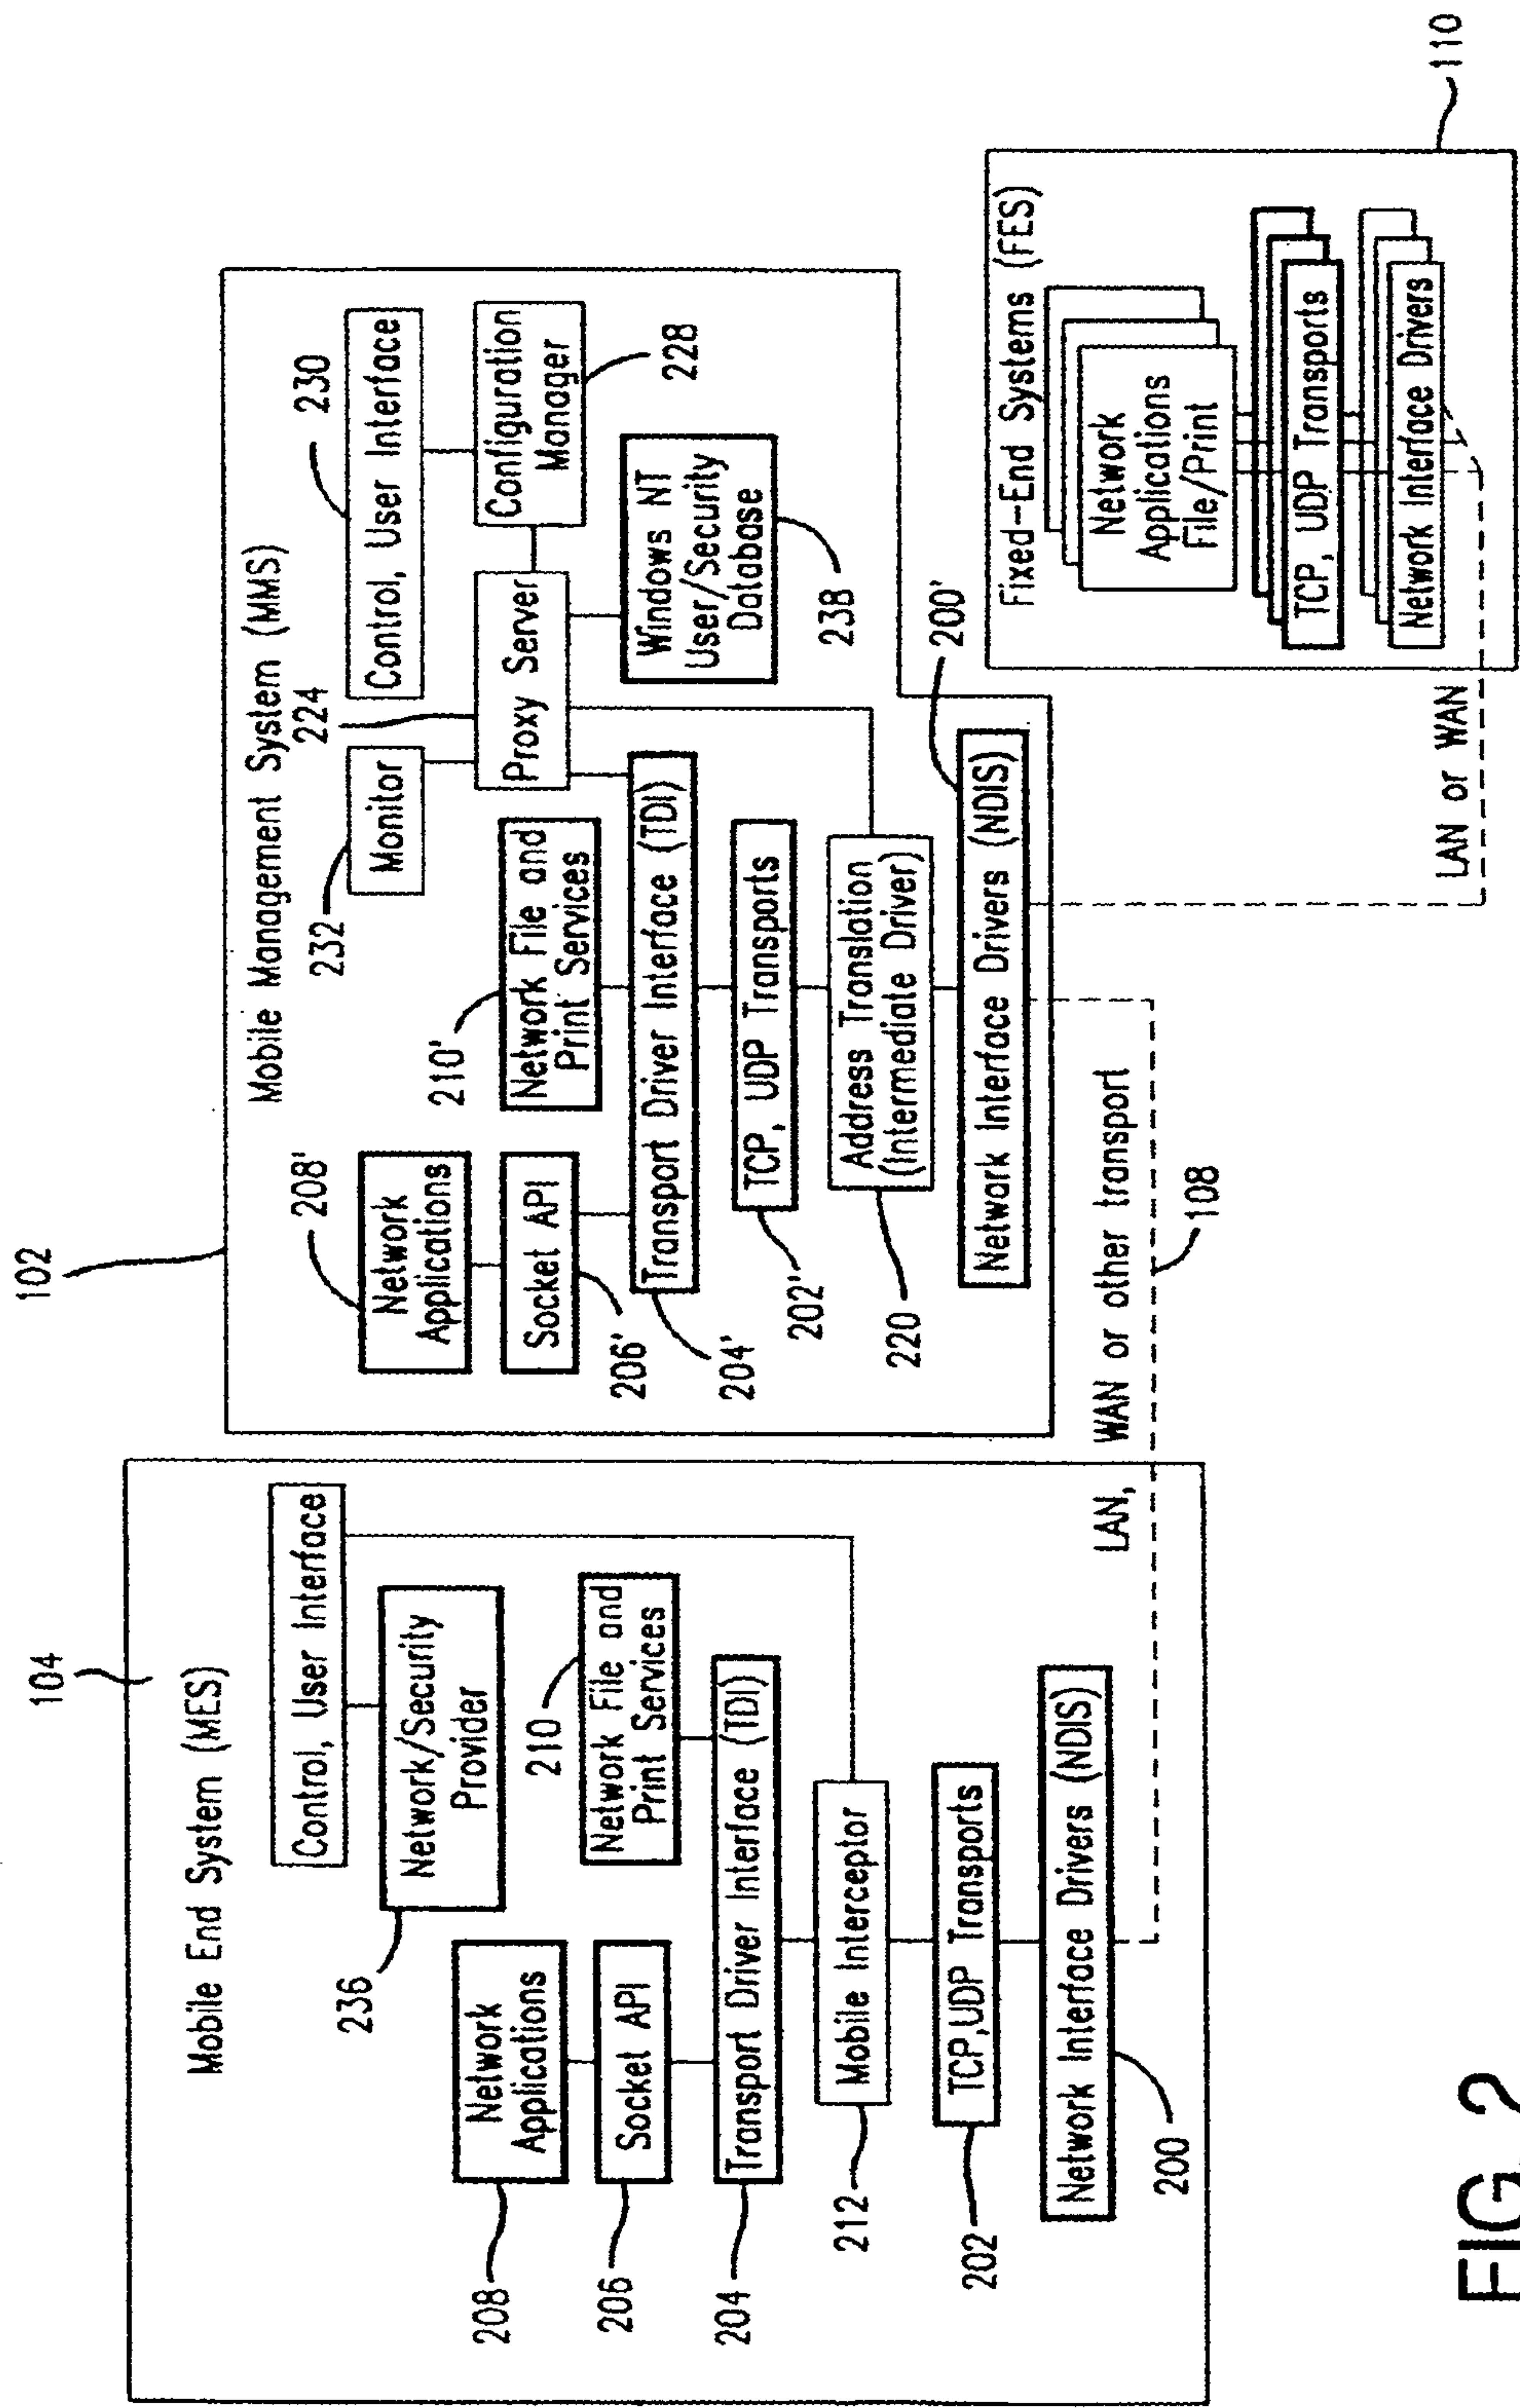 102
104
Mobile End System (MES)
Control, User Interface
Network/Security
Provider
236
208
Network
Applications
206
Socket API
210
Network File and
Print Services
204
Transport Driver Interface (TDI)
212
Mobile Interceptor
202
TCP,UDP Transports
Network Interface Drivers (NDIS)
200
Mobile Management System (MMS)
208'
Network
Applications
Socket API
206'
232
Monitor
224
230
Control, User Interface
Proxy Server
Configuration
Manager
228
210'
Network File and
Print Services
Windows NT
User/Security
Database
238
Transport Driver Interface (TDI)
204'
TCP, UDP Transports
202'
Address Translation
(Intermediate Driver)
220
200'
Network Interface Drivers (NDIS)
LAN,
WAN or other transport
108
Fixed-End Systems (FES)
Network
Applications
File/Print
TCP, UDP Transports
Network Interface Drivers
110
LAN or WAN
FIG. 2